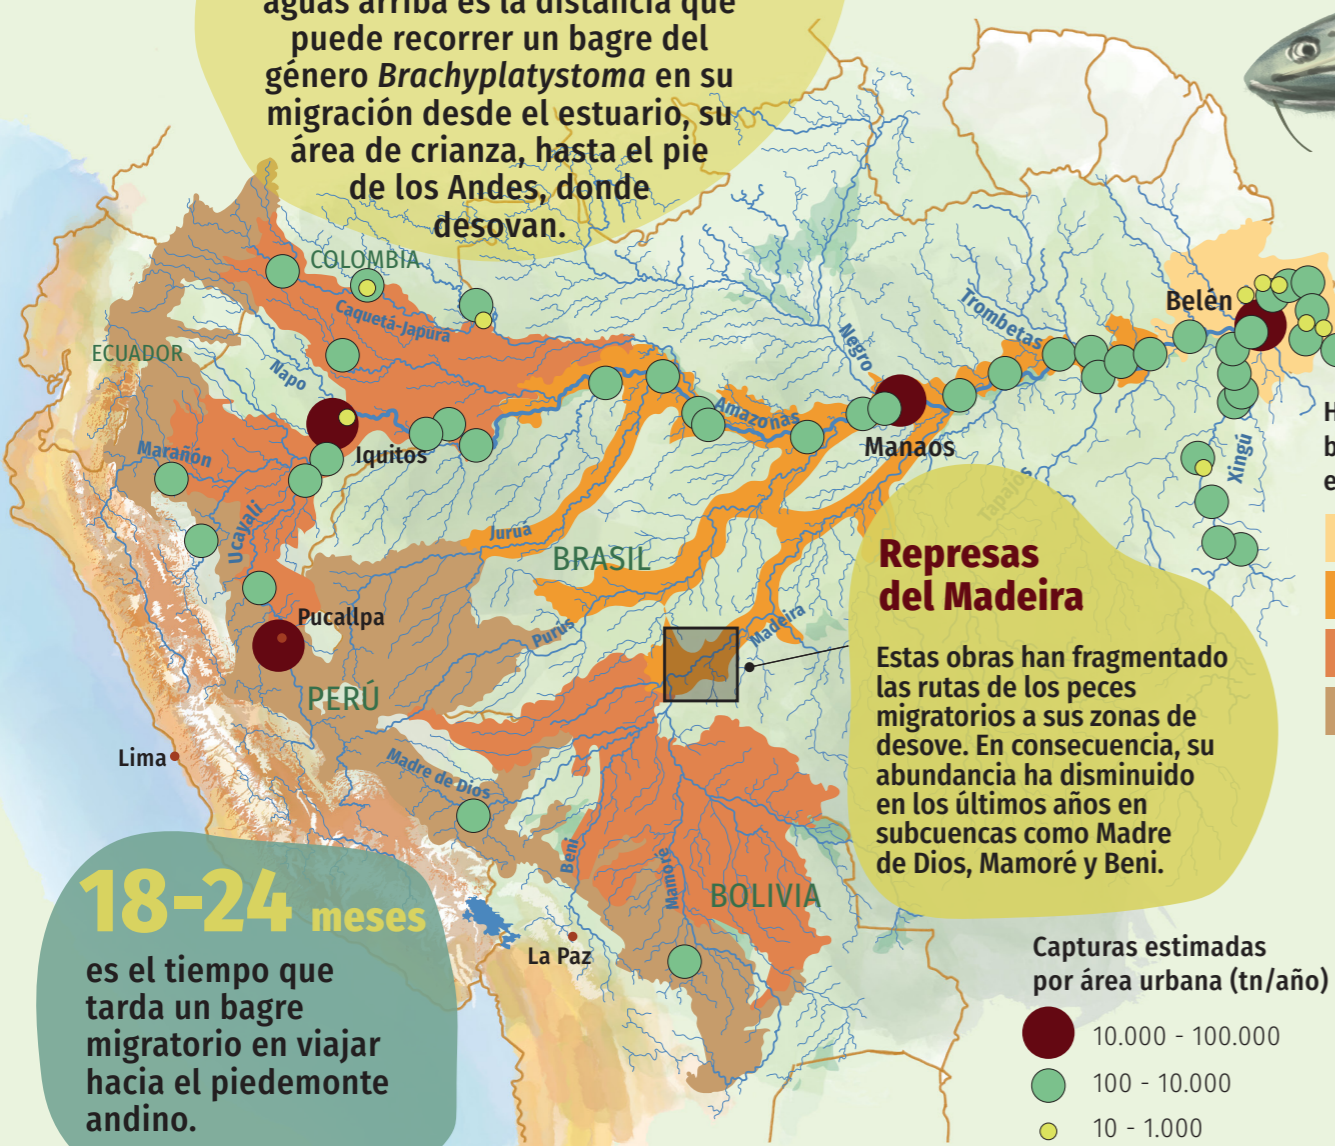 aguas arriba es la distancia que
puede recorrer un bagre del
género Brachyplatystoma en su
migración desde el estuario, su
área de crianza, hasta el pie
de los Andes, donde
desovan.
COLOMBIA
Caquetá-Japurá
ECUADOR
Napo
Negro
Trombetas
Belén
Marañón
Iquitos
Amazonas
Manaos
Xingú
Tapajós
Ucayali
Juruá
BRASIL
Pucallpa
Purús
Madeira
PERÚ
Lima
Madre de Dios
Beni
Mamoré
BOLIVIA
La Paz
Represas
del Madeira
Estas obras han fragmentado
las rutas de los peces
migratorios a sus zonas de
desove. En consecuencia, su
abundancia ha disminuido
en los últimos años en
subcuencas como Madre
de Dios, Mamoré y Beni.
18-24 meses
es el tiempo que
tarda un bagre
migratorio en viajar
hacia el piedemonte
andino.
Capturas estimadas
por área urbana (tn/año)
10.000 - 100.000
100 - 10.000
10 - 1.000